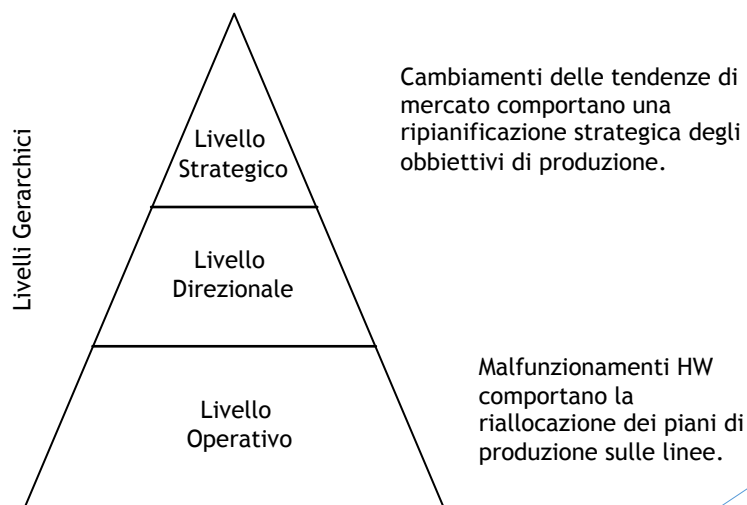 Livelli Gerarchici
Livello
Strategico
Livello
Direzionale
Livello
Operativo
Cambiamenti delle tendenze di
mercato comportano una
ripianificazione strategica degli
obbiettivi di produzione.
Malfunzionamenti HW
comportano la
riallocazione dei piani di
produzione sulle linee.